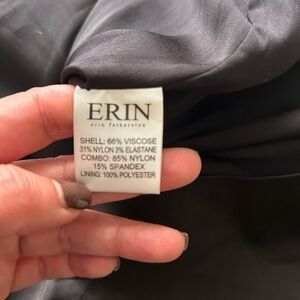 ERIN
erin fetherston
SHELL: 66% VISCOSE
31% NYLON 3% ELASTANE
COMBO: 85% NYLON
15% SPANDEX
LINING: 100% POLYESTER